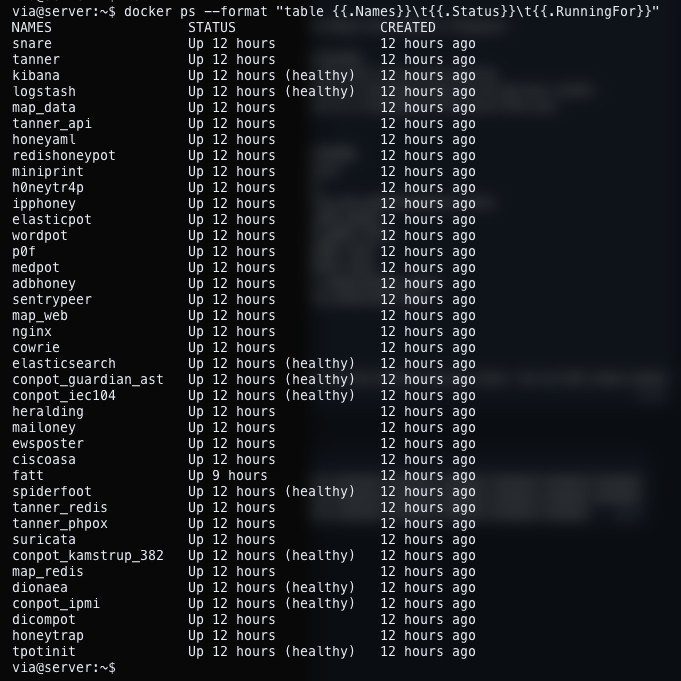 via@server:~$ docker ps --format "table {{.Names}}\t{{.Status}}\t{{.RunningFor}}"
NAMES STATUS CREATED
snare Up 12 hours 12 hours ago
tanner Up 12 hours 12 hours ago
kibana Up 12 hours (healthy) 12 hours ago
logstash Up 12 hours (healthy) 12 hours ago
map_data Up 12 hours 12 hours ago
tanner_api Up 12 hours 12 hours ago
honeyaml Up 12 hours 12 hours ago
redishoneypot Up 12 hours 12 hours ago
miniprint Up 12 hours 12 hours ago
h0neytr4p Up 12 hours 12 hours ago
ipphoney Up 12 hours 12 hours ago
elasticpot Up 12 hours 12 hours ago
wordpot Up 12 hours 12 hours ago
p0f Up 12 hours 12 hours ago
medpot Up 12 hours 12 hours ago
adbhoney Up 12 hours 12 hours ago
sentrypeer Up 12 hours 12 hours ago
map_web Up 12 hours 12 hours ago
nginx Up 12 hours 12 hours ago
cowrie Up 12 hours 12 hours ago
elasticsearch Up 12 hours (healthy) 12 hours ago
conpot_guardian_ast Up 12 hours (healthy) 12 hours ago
conpot_iec104 Up 12 hours (healthy) 12 hours ago
heralding Up 12 hours 12 hours ago
mailoney Up 12 hours 12 hours ago
ewsposter Up 12 hours 12 hours ago
ciscoasa Up 12 hours 12 hours ago
fatt Up 9 hours 12 hours ago
spiderfoot Up 12 hours (healthy) 12 hours ago
tanner_redis Up 12 hours 12 hours ago
tanner_phpox Up 12 hours 12 hours ago
suricata Up 12 hours 12 hours ago
conpot_kamstrup_382 Up 12 hours (healthy) 12 hours ago
map_redis Up 12 hours 12 hours ago
dionaea Up 12 hours (healthy) 12 hours ago
conpot_ipmi Up 12 hours (healthy) 12 hours ago
dicompot Up 12 hours 12 hours ago
honeytrap Up 12 hours 12 hours ago
tpotinit Up 12 hours (healthy) 12 hours ago
via@server:~$